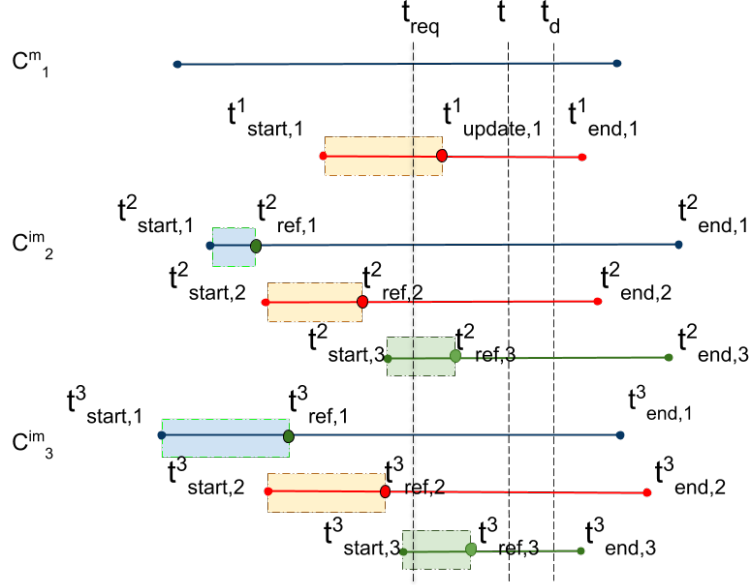 t_req t t_d
C^m_1
t^1_start,1 t^1_update,1 t^1_end,1
t^2_start,1 t^2_ref,1 t^2_end,1
C^im_2
t^2_start,2 t^2_ref,2 t^2_end,2
t^2_start,3 t^2_ref,3 t^2_end,3
t^3_start,1 t^3_ref,1 t^3_end,1
C^im_3
t^3_start,2 t^3_ref,2 t^3_end,2
t^3_start,3 t^3_ref,3 t^3_end,3